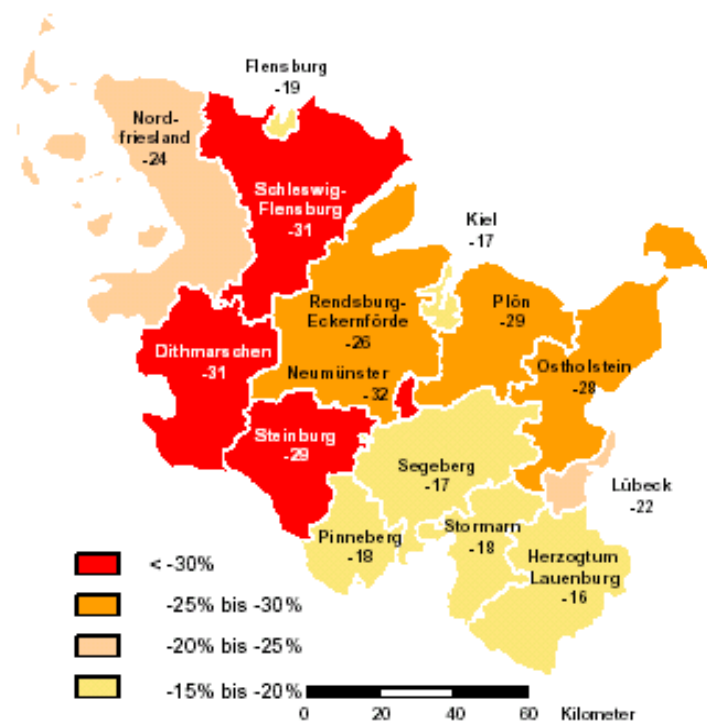 Flensburg
-19
Nord-
friesland
-24
Schleswig-
Flensburg
-31
Kiel
-17
Rendsburg-
Eckernförde
-26
Plön
-29
Dithmarschen
-31
Neumünster
-32
Ostholstein
-28
Steinburg
-29
Segeberg
-17
Lübeck
-22
Pinneberg
-18
Stormarn
-18
Herzogtum
Lauenburg
-16
< -30%
-25% bis -30%
-20% bis -25%
-15% bis -20%
0 20 40 60 Kilometer